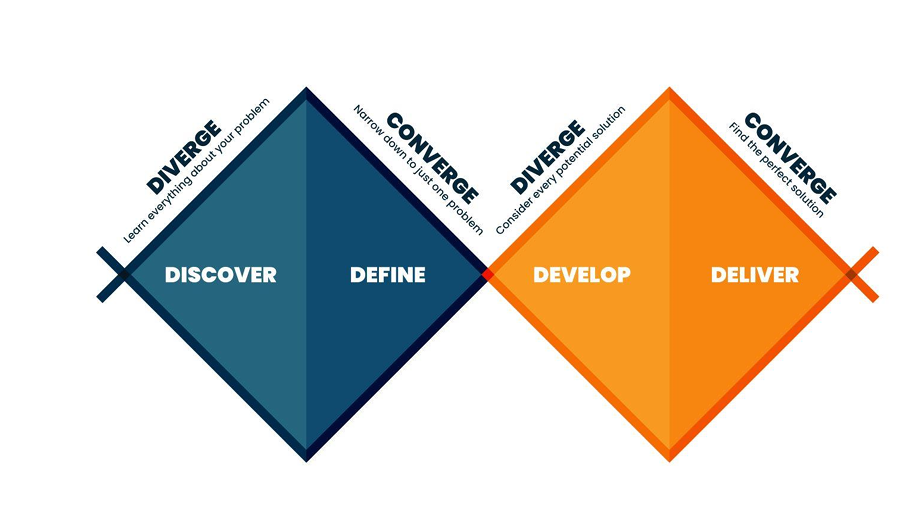 DIVERGE
Learn everything about your problem
CONVERGE
Narrow down to just one problem
DIVERGE
Consider every potential solution
CONVERGE
Find the perfect solution
DISCOVER
DEFINE
DEVELOP
DELIVER